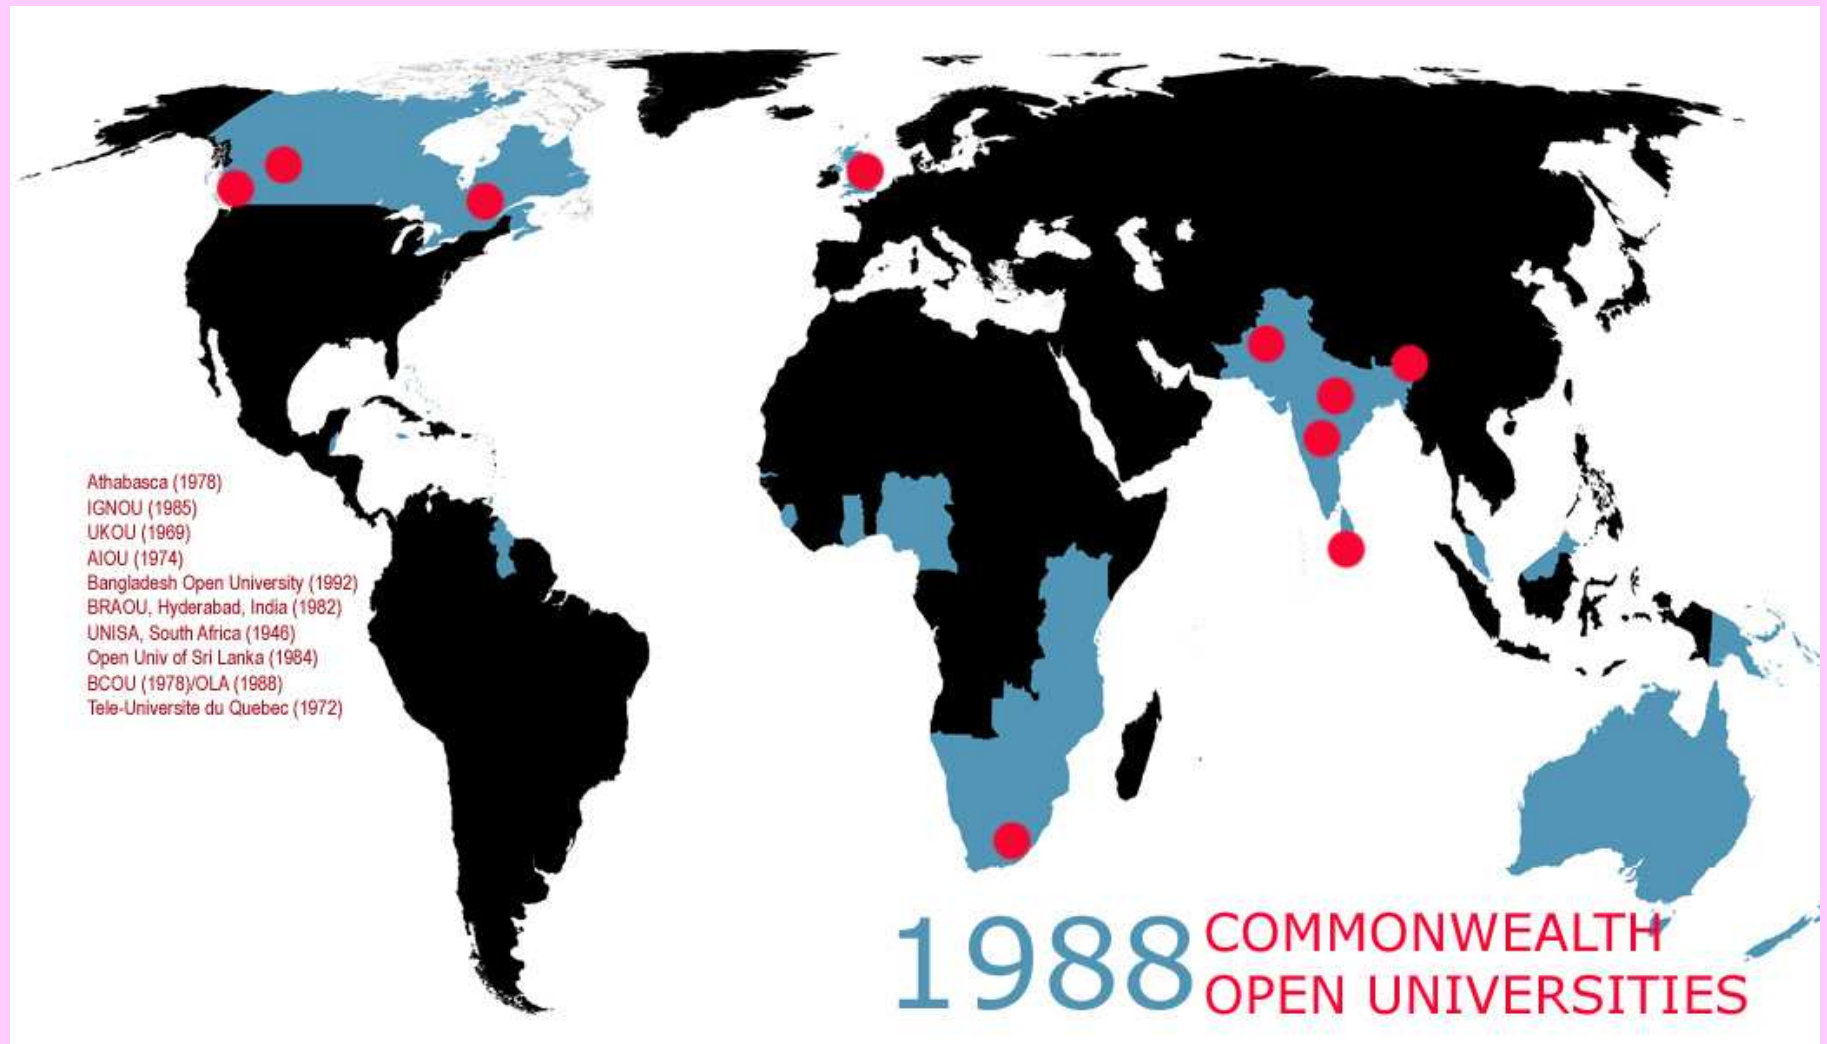 Athabasca (1978)
IGNOU (1985)
UKOU (1969)
AIOU (1974)
Bangladesh Open University (1992)
BRAOU, Hyderabad, India (1982)
UNISA, South Africa (1946)
Open Univ of Sri Lanka (1984)
BCOU (1978)/OLA (1988)
Tele-Universite du Quebec (1972)
1988 COMMONWEALTH
OPEN UNIVERSITIES